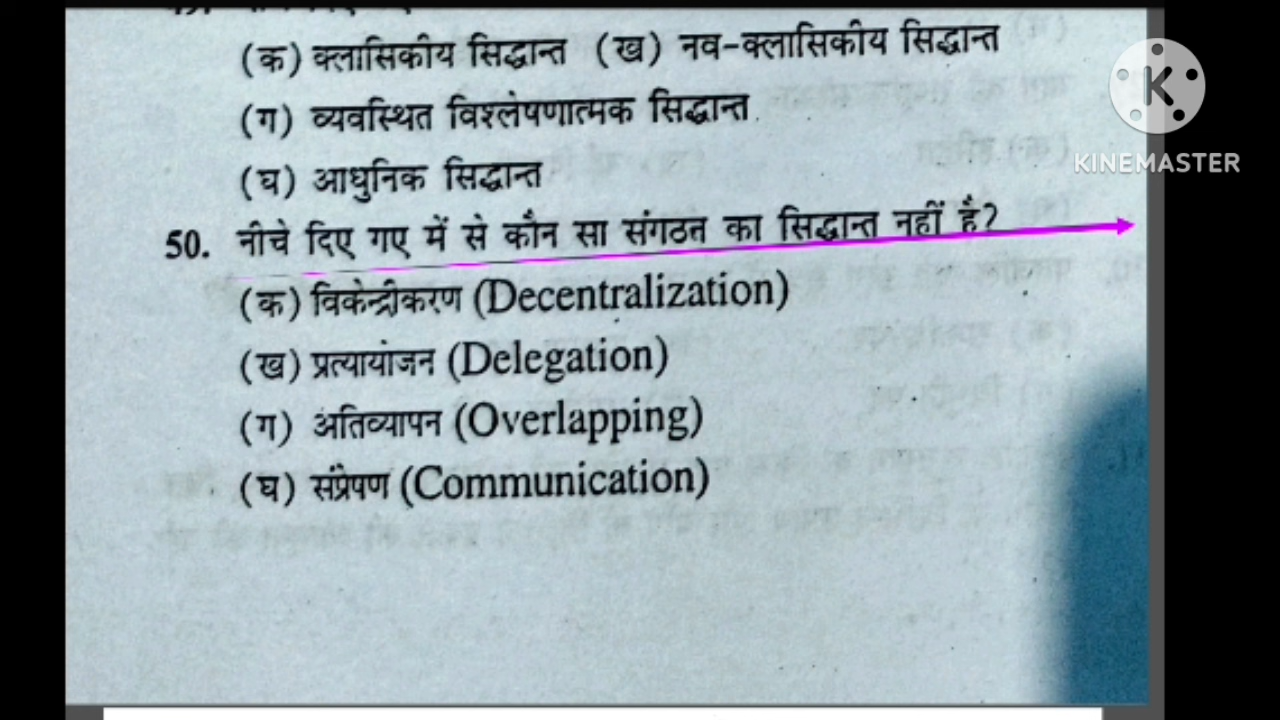 (क) क्लासिकीय सिद्धान्त (ख) नव-क्लासिकीय सिद्धान्त
(ग) व्यवस्थित विश्लेषणात्मक सिद्धान्त
K
KINEMASTER
(घ) आधुनिक सिद्धान्त
50. नीचे दिए गए में से कौन सा संगठन का सिद्धान्त नहीं है?
(क) विकेन्द्रीकरण (Decentralization)
(ख) प्रत्यायोजन (Delegation)
(ग) अतिव्यापन (Overlapping)
(घ) संप्रेषण (Communication)